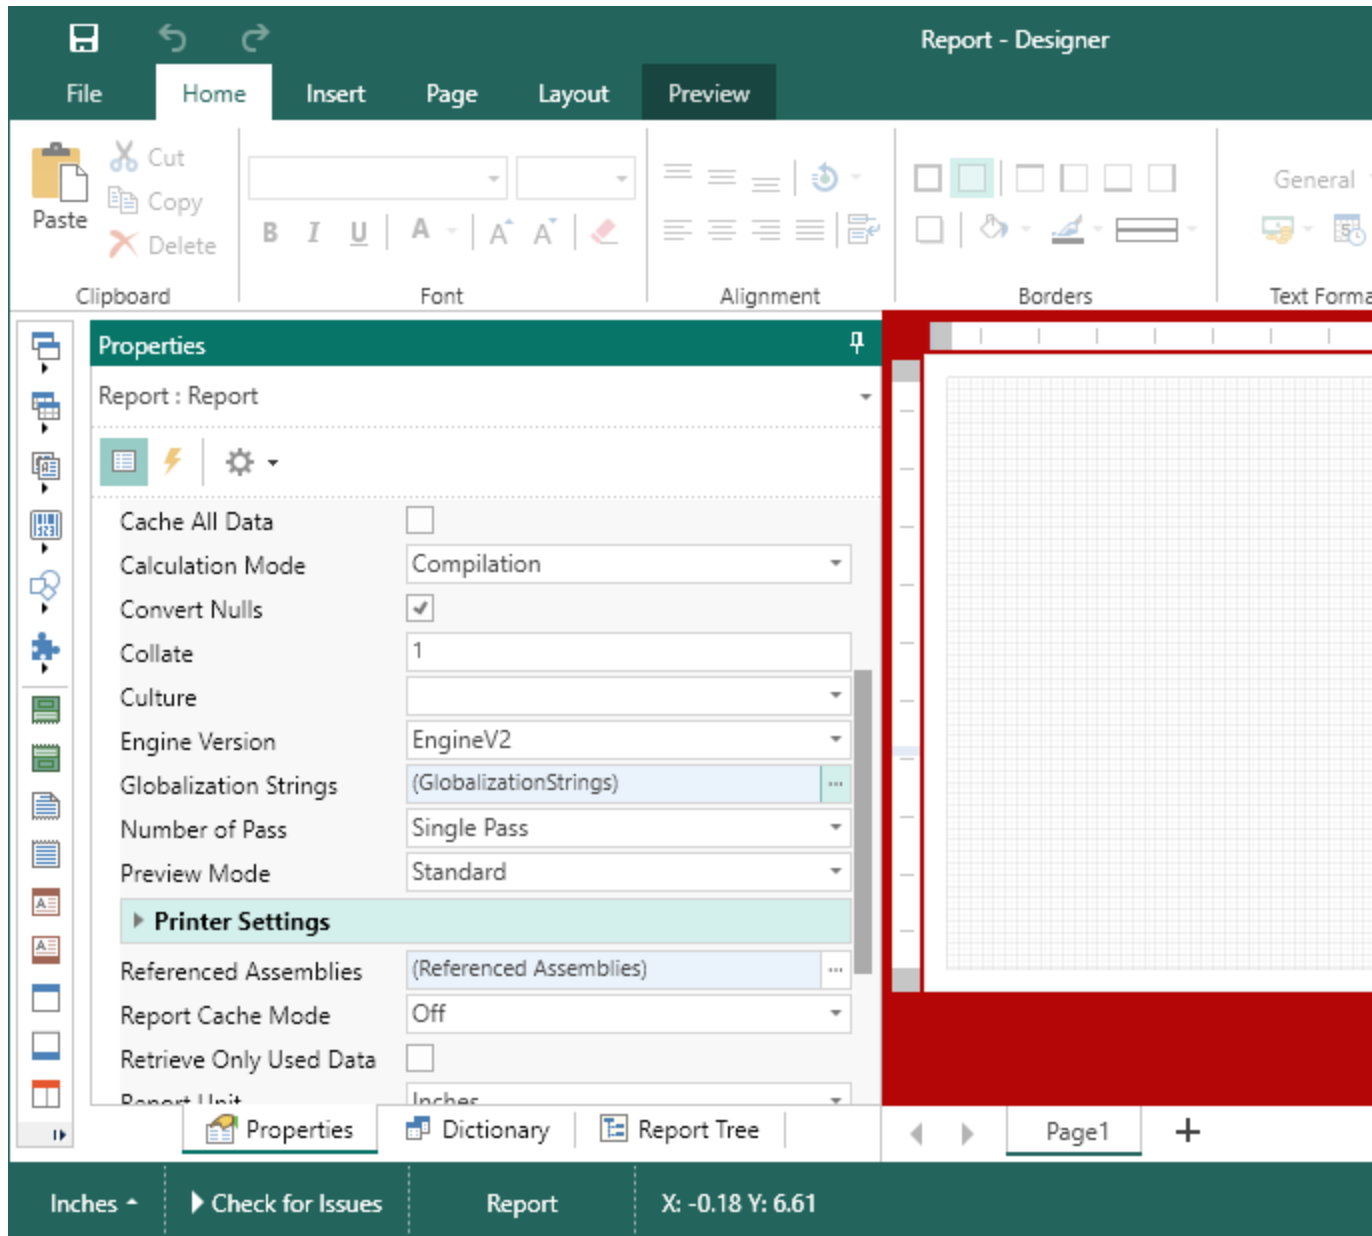 Report - Designer
File Home Insert Page Layout Preview
Paste
Cut
Copy
Delete
B I U A A A
General
Clipboard Font Alignment Borders Text Forma
Properties
Report : Report
Cache All Data
Calculation Mode Compilation
Convert Nulls
Collate 1
Culture
Engine Version EngineV2
Globalization Strings (GlobalizationStrings) ...
Number of Pass Single Pass
Preview Mode Standard
Printer Settings
Referenced Assemblies (Referenced Assemblies) ...
Report Cache Mode Off
Retrieve Only Used Data
Report Unit Inches
Properties Dictionary Report Tree Page1 +
Inches Check for Issues Report X: -0.18 Y: 6.61